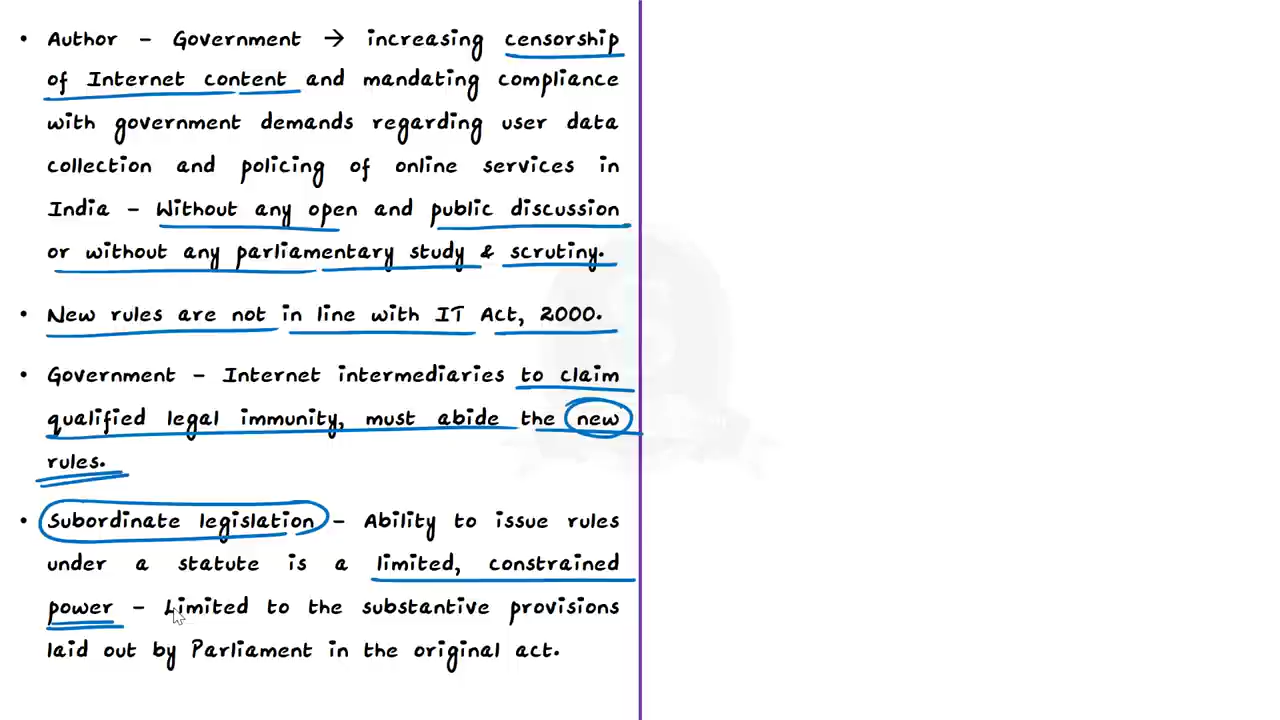 • Author - Government → increasing censorship
of Internet content and mandating compliance
with government demands regarding user data
collection and policing of online services in
India - Without any open and public discussion
or without any parliamentary study & scrutiny.
• New rules are not in line with IT Act, 2000.
• Government - Internet intermediaries to claim
qualified legal immunity, must abide the new
rules.
• Subordinate legislation - Ability to issue rules
under a statute is a limited, constrained
power - Limited to the substantive provisions
laid out by Parliament in the original act.